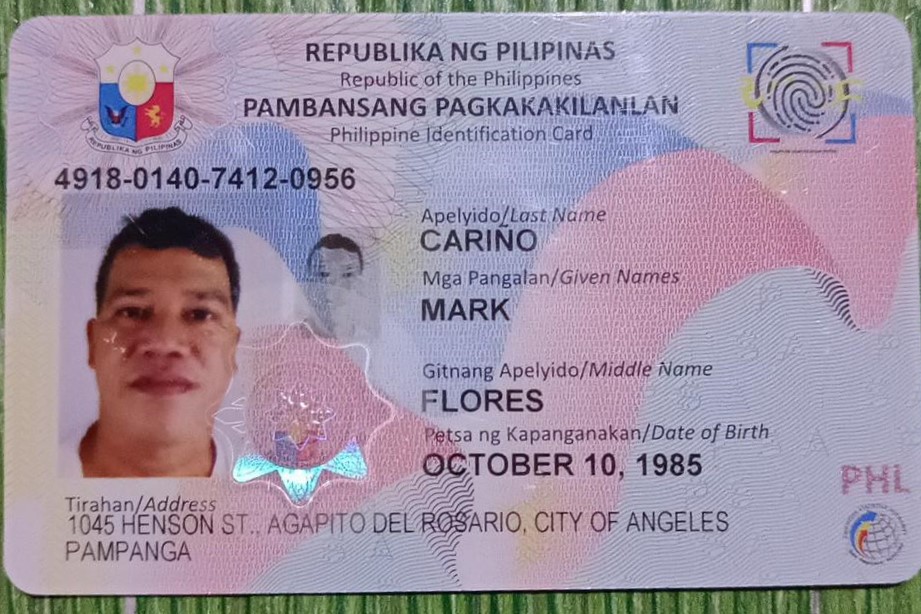 REPUBLIKA NG PILIPINAS
Republic of the Philippines
PAMBANSANG PAGKAKAKILANLAN
Philippine Identification Card
REPUBLIKA NG PILIPINAS
4918-0140-7412-0956
Apelyido/Last Name
CARIÑO
Mga Pangalan/Given Names
MARK
Gitnang Apelyido/Middle Name
FLORES
Petsa ng Kapanganakan/Date of Birth
OCTOBER 10, 1985
PHL
Tirahan/Address
1045 HENSON ST., AGAPITO DEL ROSARIO, CITY OF ANGELES
PAMPANGA